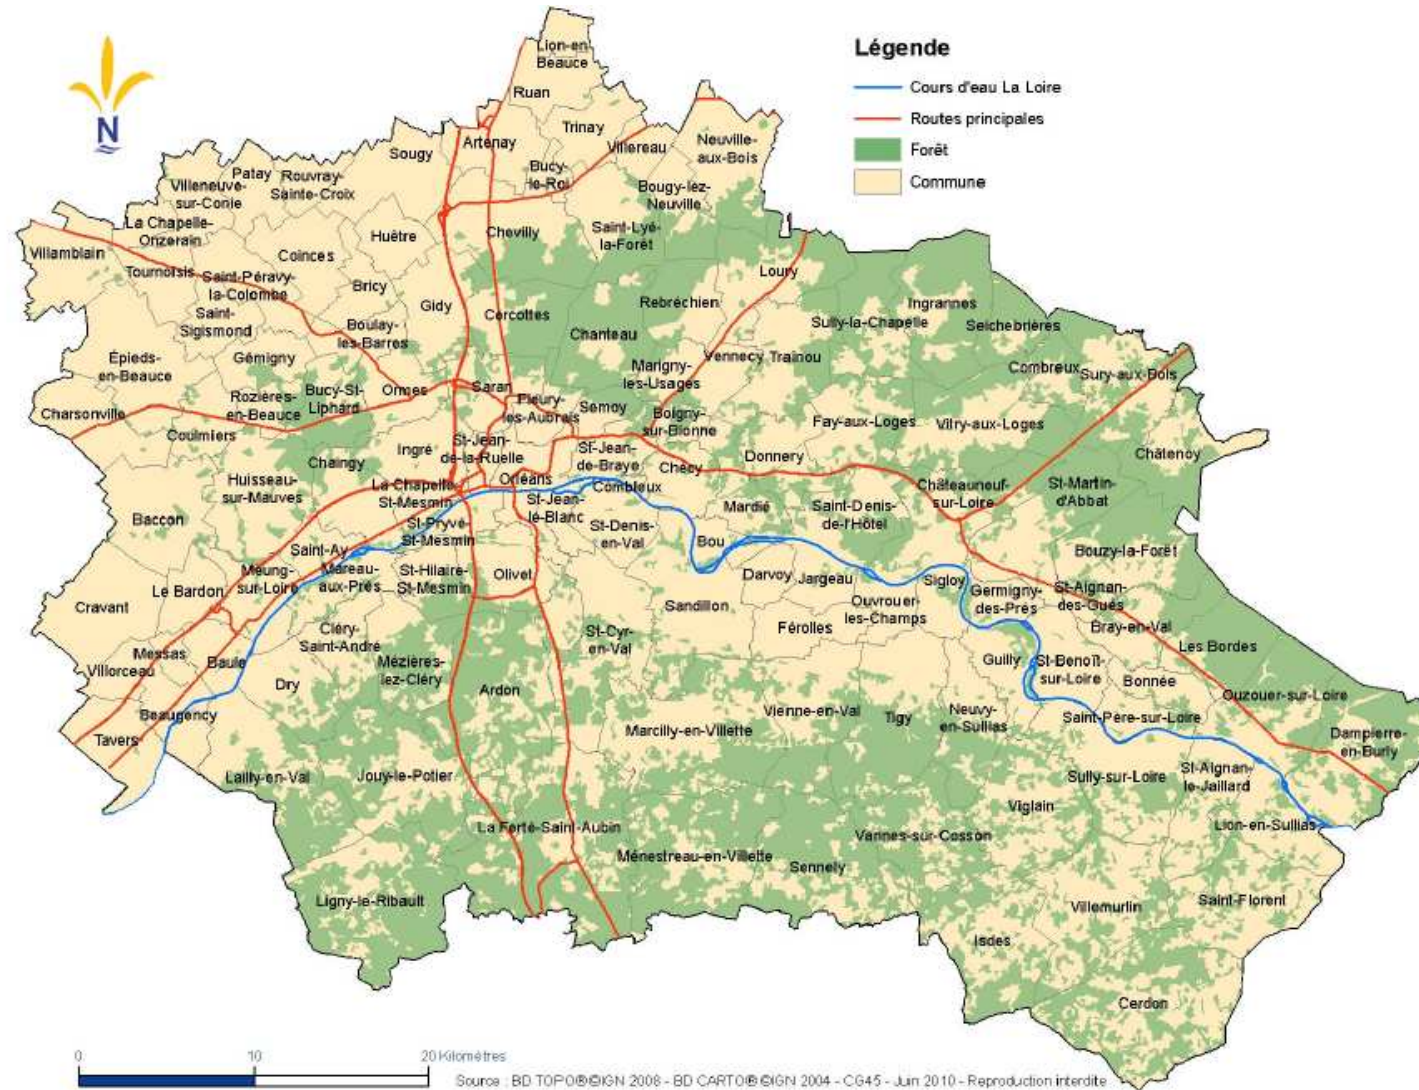 Légende
Cours d'eau La Loire
Routes principales
Forêt
Commune
N
Lion-en-
Beauce
Ruan
Trinay
Artenay
Villereau
Neuville-
aux-Bois
Sougy
Bucy-
le-Roi
Patay
Rouvray-
Sainte-Croix
Villeneuve-
sur-Conie
Bougy-lez-
Neuville
La Chapelle-
Onzerain
Huêtre
Chevilly
Saint-Lyé-
la-Forêt
Villamblain
Coinces
Tournoisis
Saint-Péravy-
la-Colombe
Bricy
Loury
Saint-
Sigismond
Gidy
Cercottes
Rebréchien
Ingrannes
Boulay-
les-Barres
Chanteau
Sully-la-Chapelle
Seichebrières
Épieds-
en-Beauce
Gémigny
Marigny-
les-Usages
Vennecy
Traînou
Combreux
Sury-aux-Bois
Rozières-
en-Beauce
Bucy-St-
Liphard
Ormes
Saran
Fleury-
les-Aubrais
Semoy
Boigny-
sur-Bionne
Charsonville
Coulmiers
Fay-aux-Loges
Vitry-aux-Loges
Ingré
St-Jean-
de-la-Ruelle
St-Jean-
de-Braye
Chécy
Donnery
Châtenoy
Chaingy
Huisseau-
sur-Mauves
La Chapelle-
St-Mesmin
Orléans
Combleux
Châteauneuf-
sur-Loire
St-Martin-
d'Abbat
St-Jean-
le-Blanc
Mardié
Saint-Denis-
de-l'Hôtel
Baccon
St-Pryvé-
St-Mesmin
St-Denis-
en-Val
Bou
Bouzy-la-Forêt
Saint-Ay
Mareau-
aux-Prés
St-Hilaire-
St-Mesmin
Olivet
Darvoy
Jargeau
Sigloy
Meung-
sur-Loire
Le Bardon
Germigny-
des-Prés
St-Aignan-
des-Gués
Cravant
Sandillon
Ouvrouer-
les-Champs
Férolles
Bray-en-Val
Cléry-
Saint-André
St-Cyr-
en-Val
Les Bordes
Messas
Villorceau
Baule
Mézières-
lez-Cléry
Guilly
St-Benoît-
sur-Loire
Bonnée
Dry
Ardon
Ouzouer-sur-Loire
Beaugency
Vienne-en-Val
Tigy
Neuvy-
en-Sullias
Saint-Père-sur-Loire
Tavers
Marcilly-en-Villette
Dampierre-
en-Burly
Lailly-en-Val
Jouy-le-Potier
Sully-sur-Loire
St-Aignan-
le-Jaillard
Viglain
La Ferté-Saint-Aubin
Vannes-sur-Cosson
Lion-en-Sullias
Ménestreau-en-Villette
Sennely
Ligny-le-Ribault
Villemurlin
Saint-Florent
Isdes
Cerdon
0 10 20 Kilomètres
Source : BD TOPO®©IGN 2008 - BD CARTO®©IGN 2004 - CG45 - Juin 2010 - Reproduction interdite